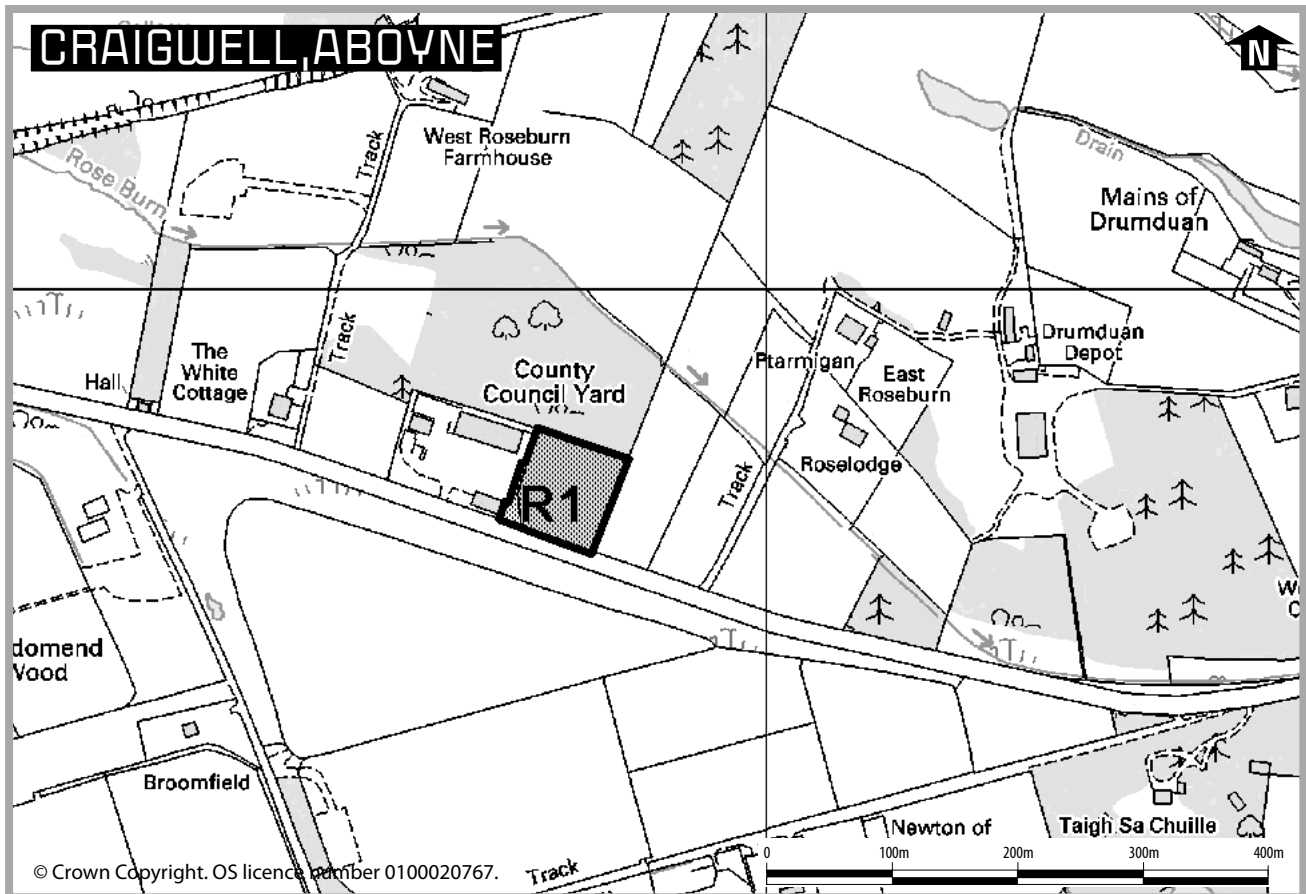 CRAIGWELL, ABOYNE
N
West Roseburn
Farmhouse
Track
Rose Burn
Drain
Mains of
Drumduan
Track
The
White
Cottage
Hall
County
Council Yard
Ptarmigan
East
Roseburn
Drumduan
Depot
Roselodge
Track
R1
Wood
Broomfield
Newton of
Taigh Sa Chuille
Track
0 100m 200m 300m 400m
© Crown Copyright. OS licence number 0100020767.